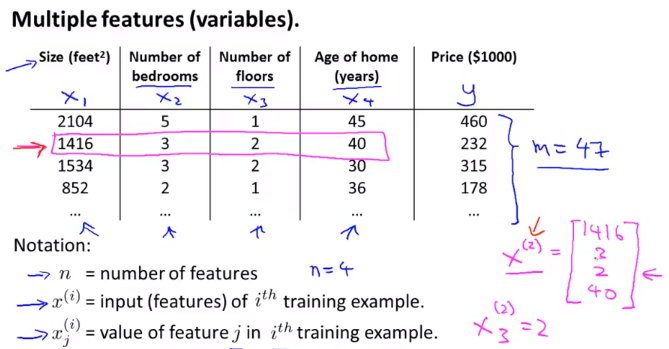 Multiple features (variables).
Size (feet²) Number of bedrooms Number of floors Age of home (years) Price ($1000)
x₁ x₂ x₃ x₄ y
2104 5 1 45 460
1416 3 2 40 232
1534 3 2 30 315
852 2 1 36 178
... ... ... ... ...
m = 47
Notation:
n = number of features n=4
x⁽ⁱ⁾ = input (features) of iᵗʰ training example.
xⱼ⁽ⁱ⁾ = value of feature j in iᵗʰ training example.
x⁽²⁾ = [1416
3
2
40]
x₃⁽²⁾ = 2